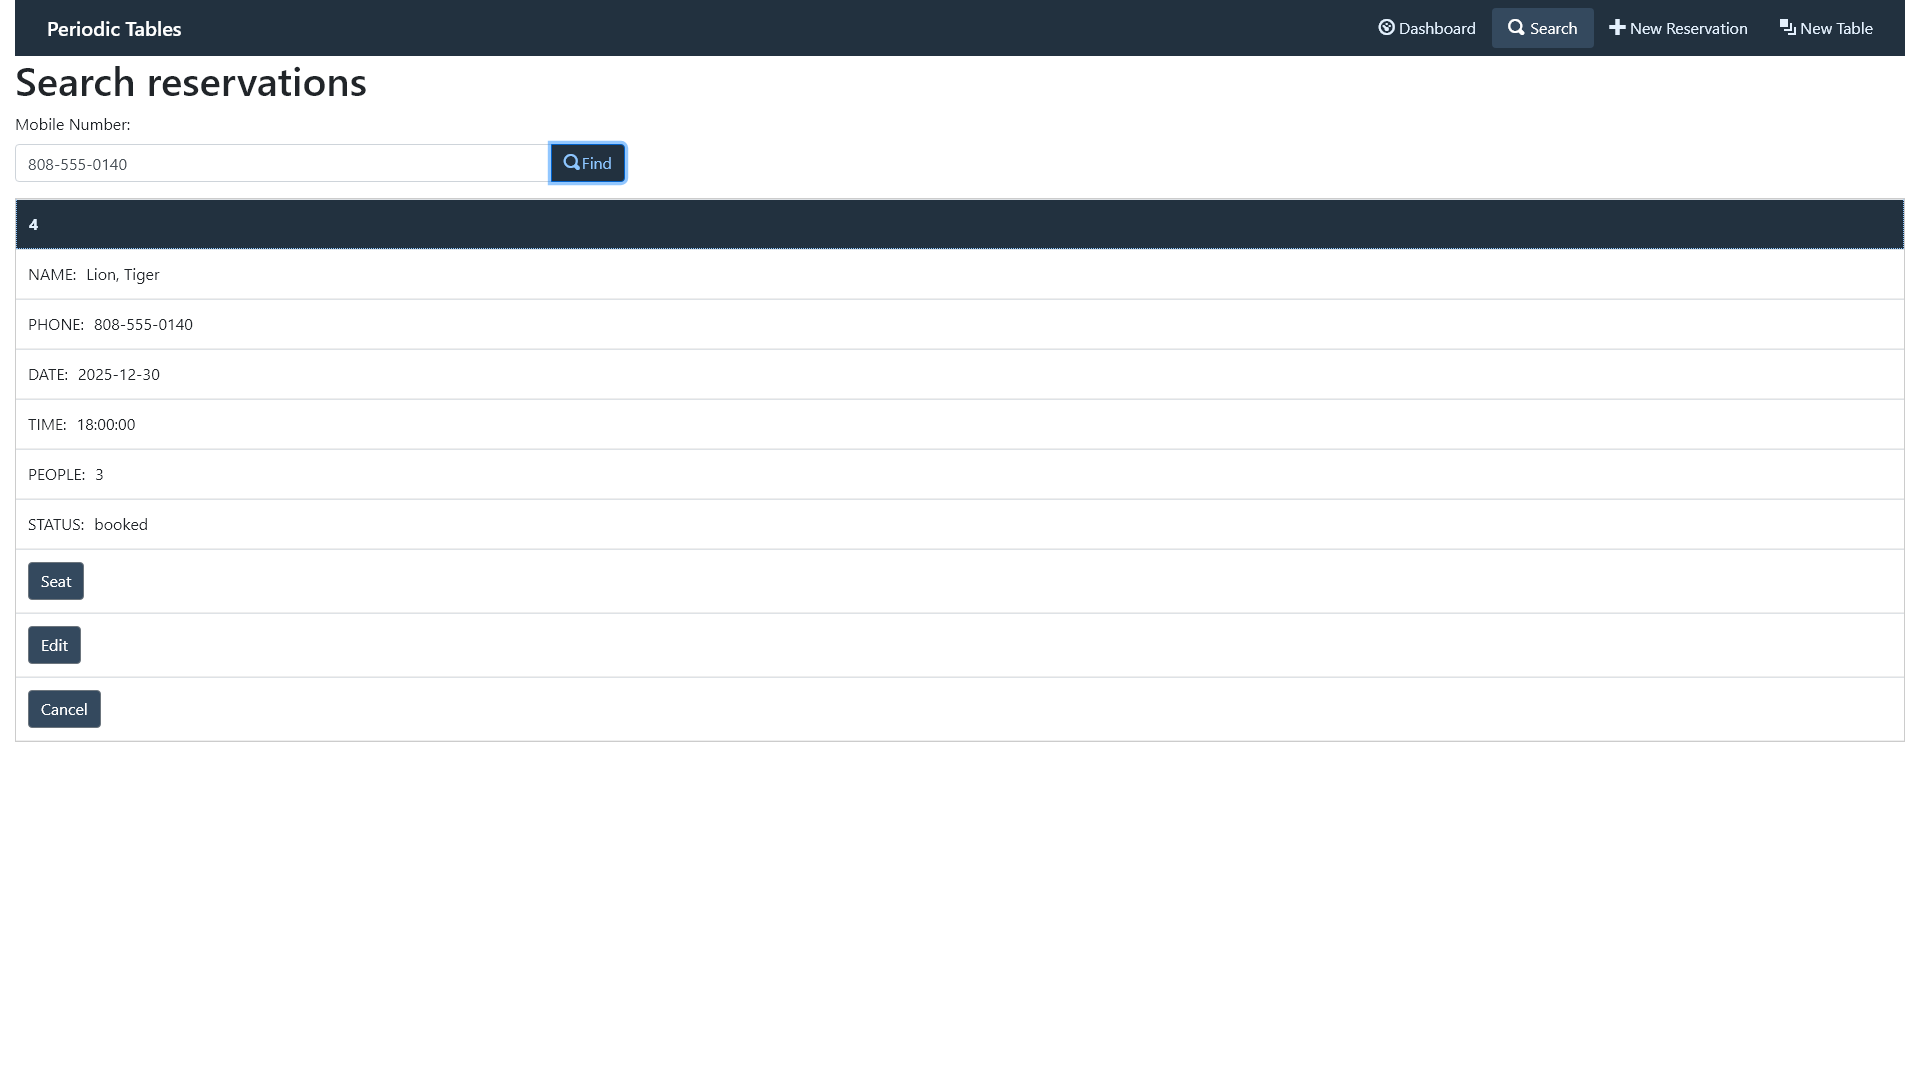 Periodic Tables
Dashboard
Search
New Reservation
New Table
Search reservations
Mobile Number:
808-555-0140
Find
4
NAME: Lion, Tiger
PHONE: 808-555-0140
DATE: 2025-12-30
TIME: 18:00:00
PEOPLE: 3
STATUS: booked
Seat
Edit
Cancel